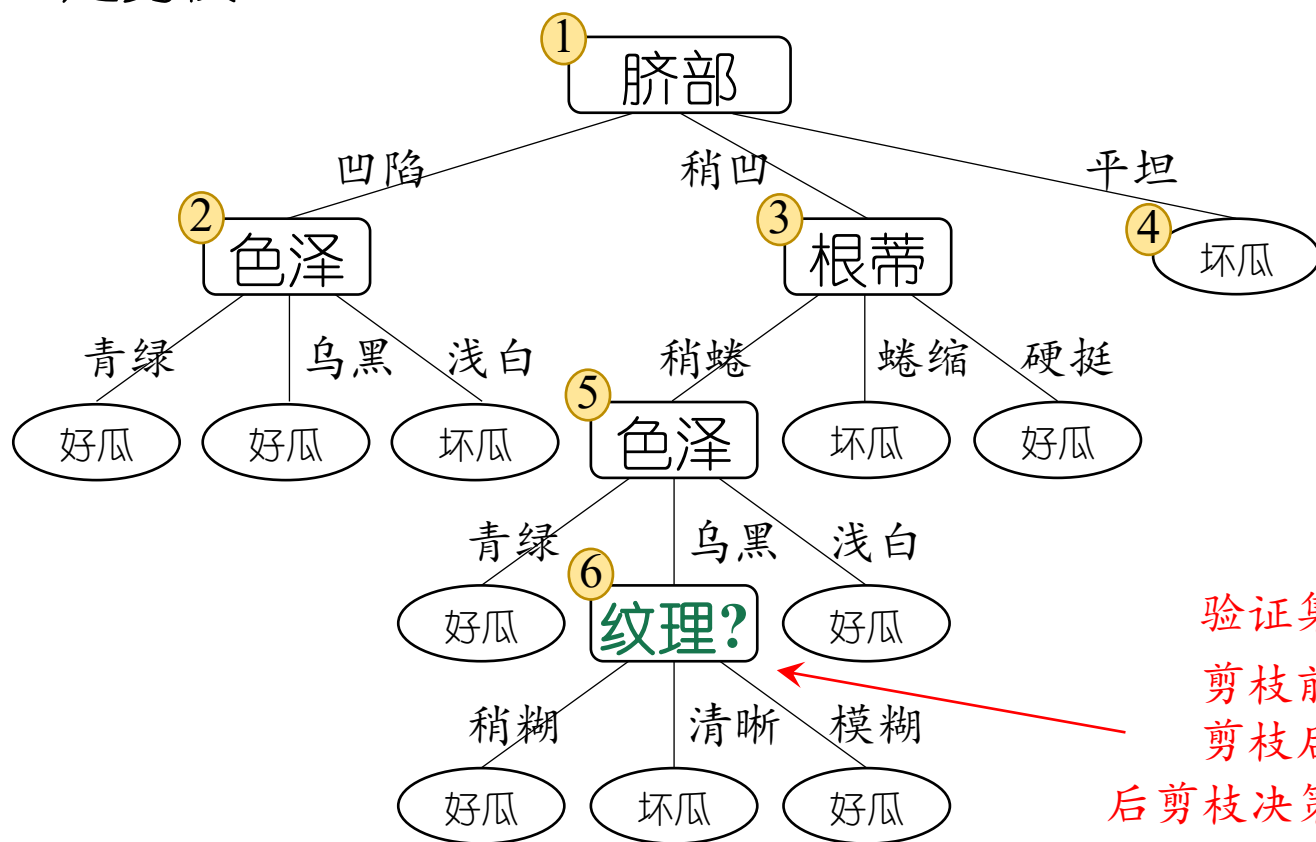 1
脐部
凹陷
稍凹
平坦
2
色泽
3
根蒂
4
坏瓜
青绿
乌黑
浅白
稍蜷
蜷缩
硬挺
好瓜
好瓜
坏瓜
5
色泽
坏瓜
好瓜
青绿
乌黑
浅白
好瓜
6
纹理?
好瓜
验证集
剪枝前
剪枝后
后剪枝决策
稍糊
清晰
模糊
好瓜
坏瓜
好瓜